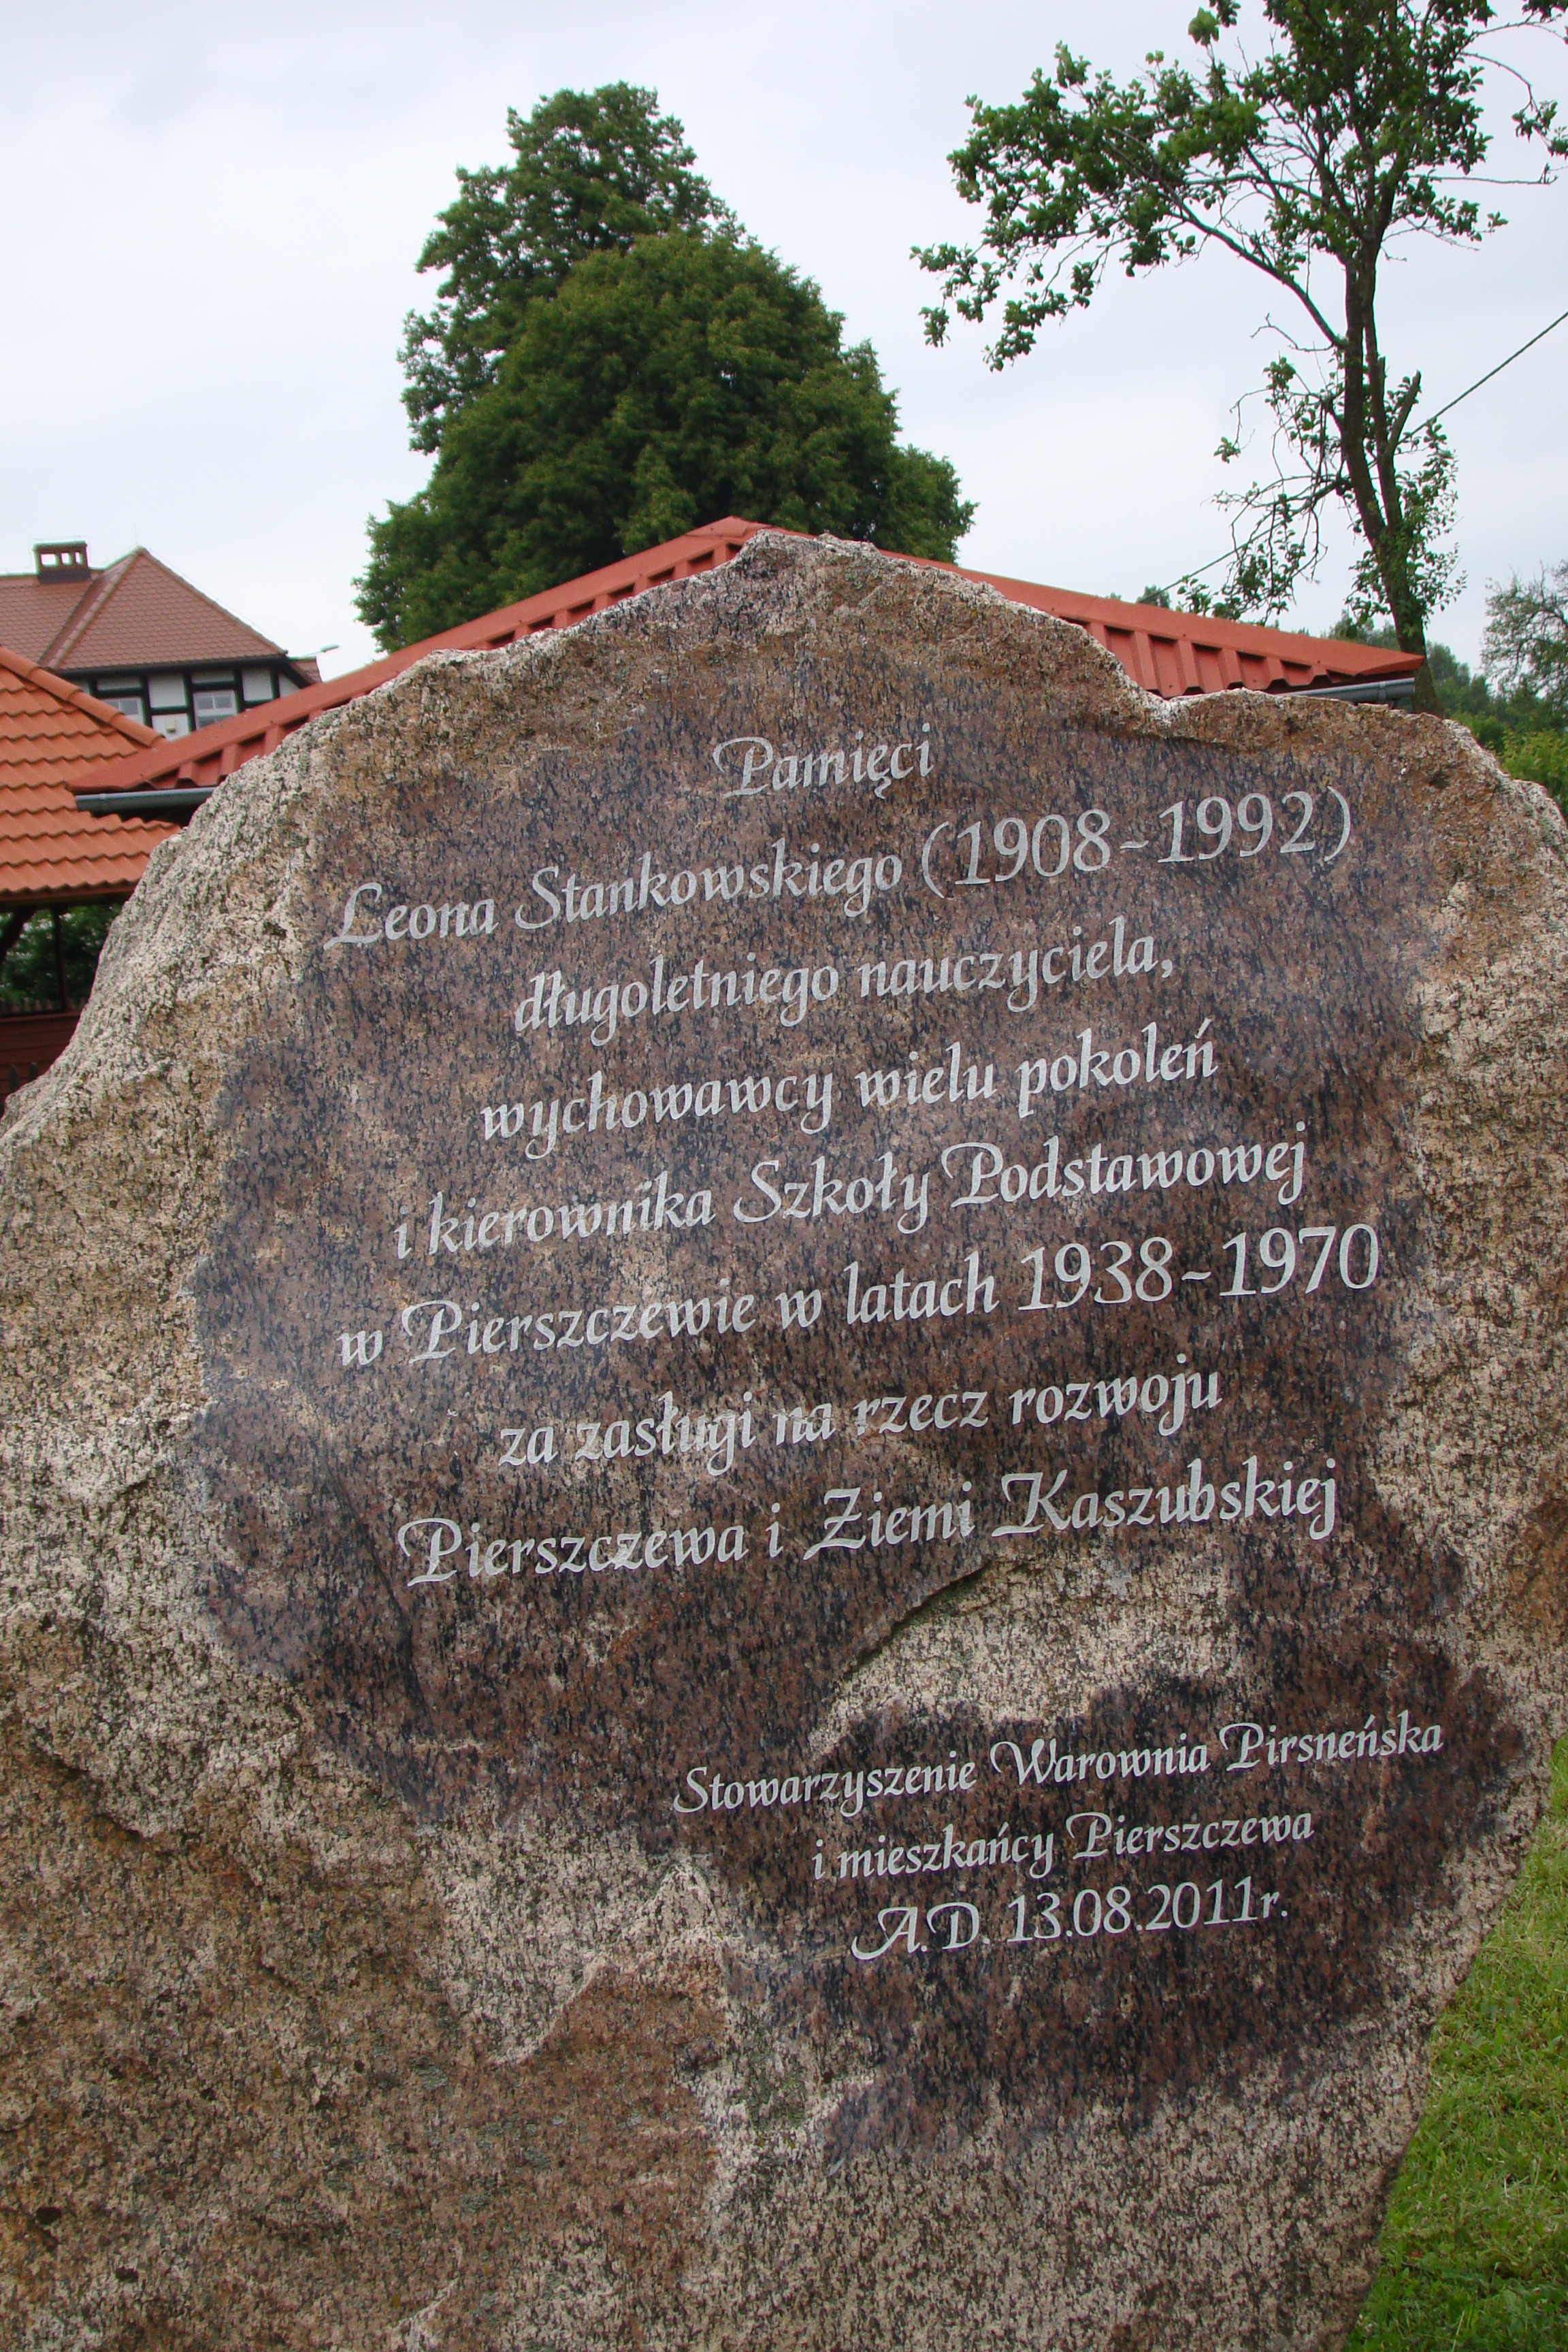 Pamięci
Leona Stankowskiego (1908-1992)
długoletniego nauczyciela,
wychowawcy wielu pokoleń
i kierownika Szkoły Podstawowej
w Pierszczewie w latach 1938-1970
za zasługi na rzecz rozwoju
Pierszczewa i Ziemi Kaszubskiej
Stowarzyszenie Warownia Pirsneńska
i mieszkańcy Pierszczewa
A.D. 13.08.2011r.